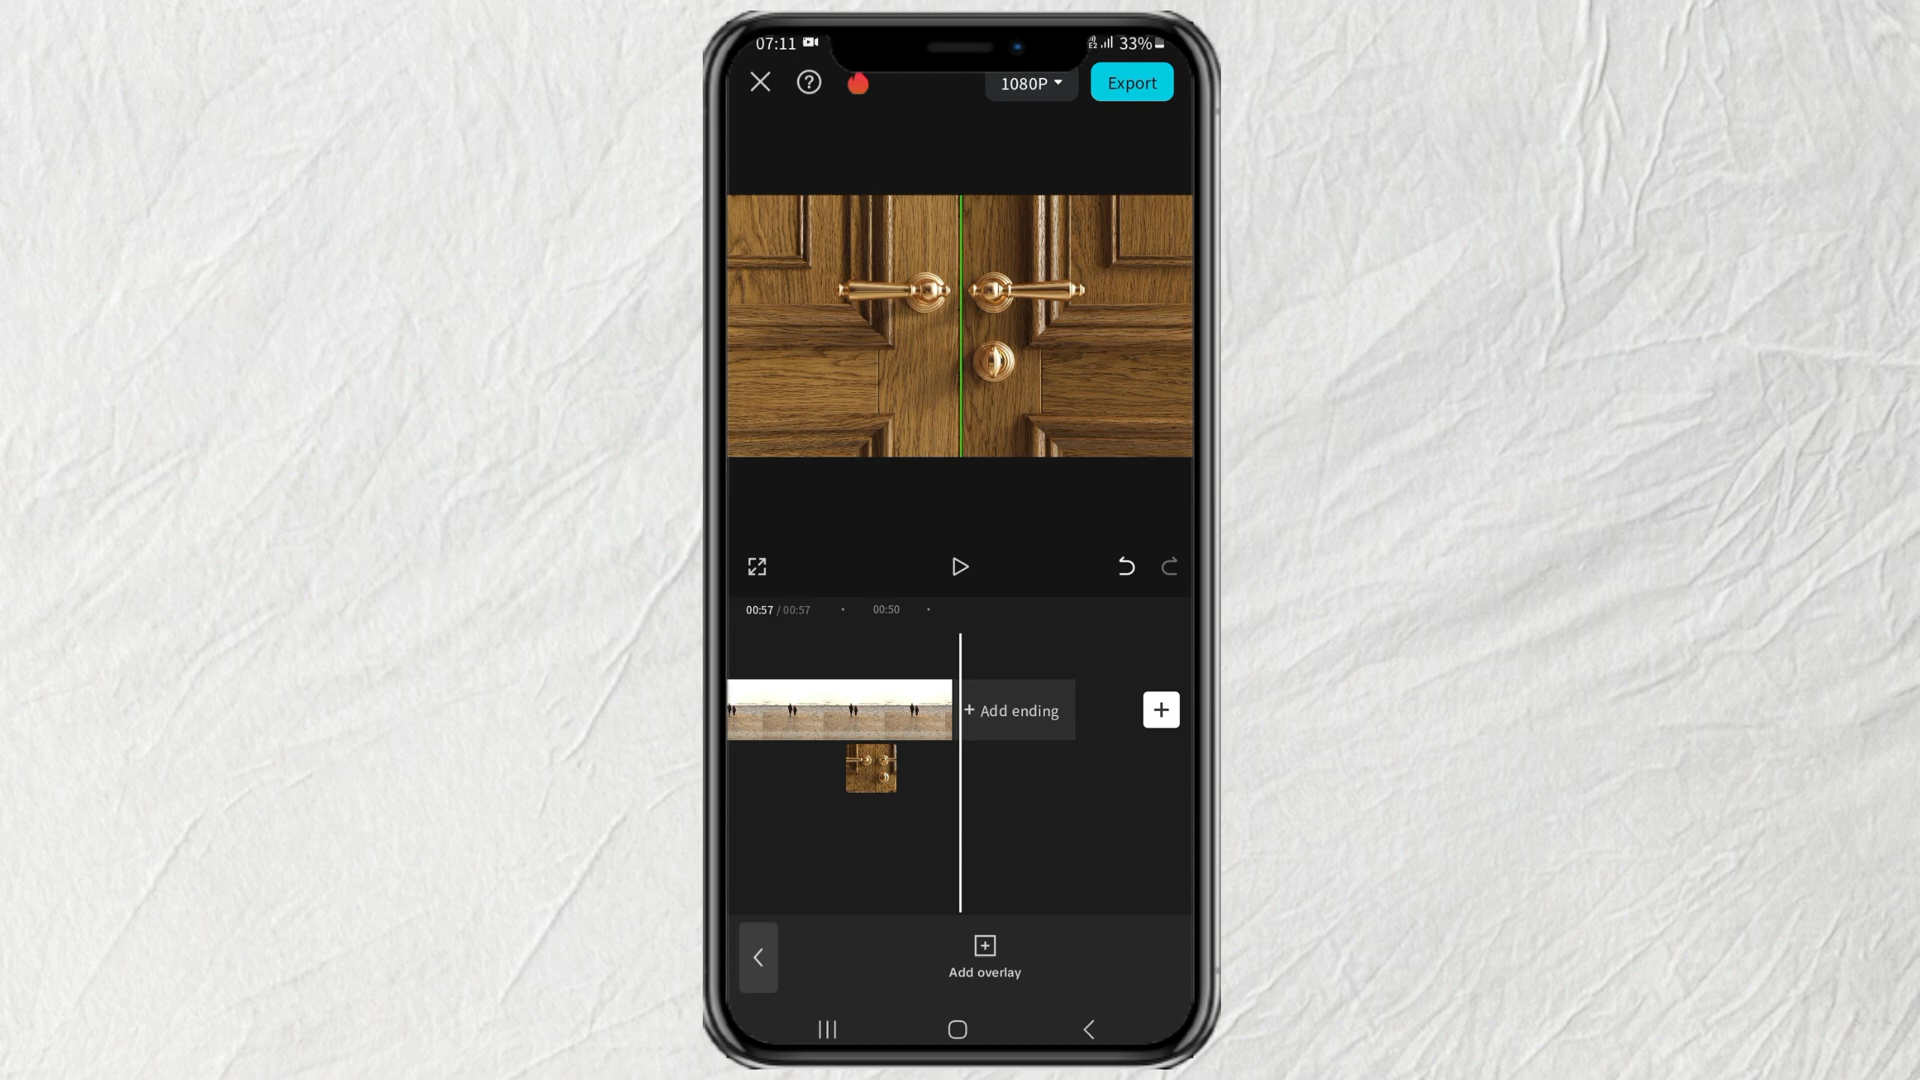 07:11 33%
1080P Export
00:57 / 00:57 00:50
+ Add ending
Add overlay